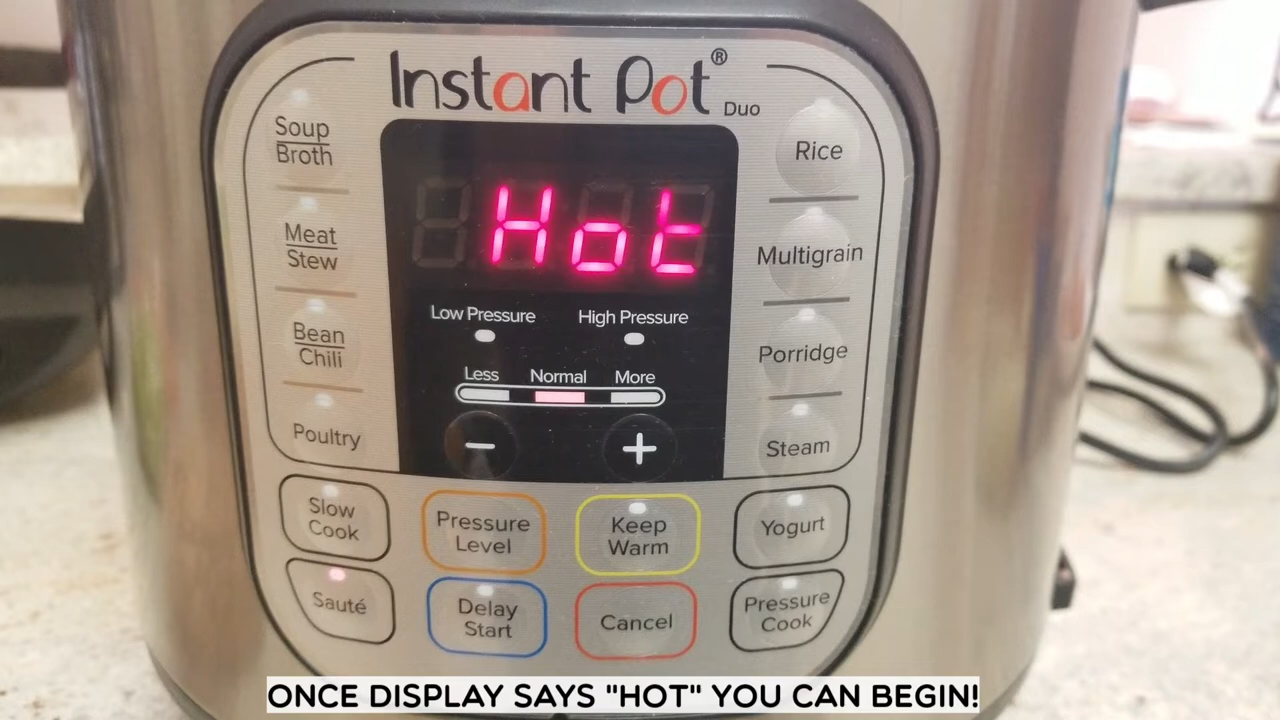 Instant Pot® Duo
Soup
Broth
Meat
Stew
Bean
Chili
Poultry
Hot
Low Pressure High Pressure
Less Normal More
− +
Rice
Multigrain
Porridge
Steam
Slow
Cook
Pressure
Level
Keep
Warm
Yogurt
Sauté
Delay
Start
Cancel
Pressure
Cook
ONCE DISPLAY SAYS "HOT" YOU CAN BEGIN!